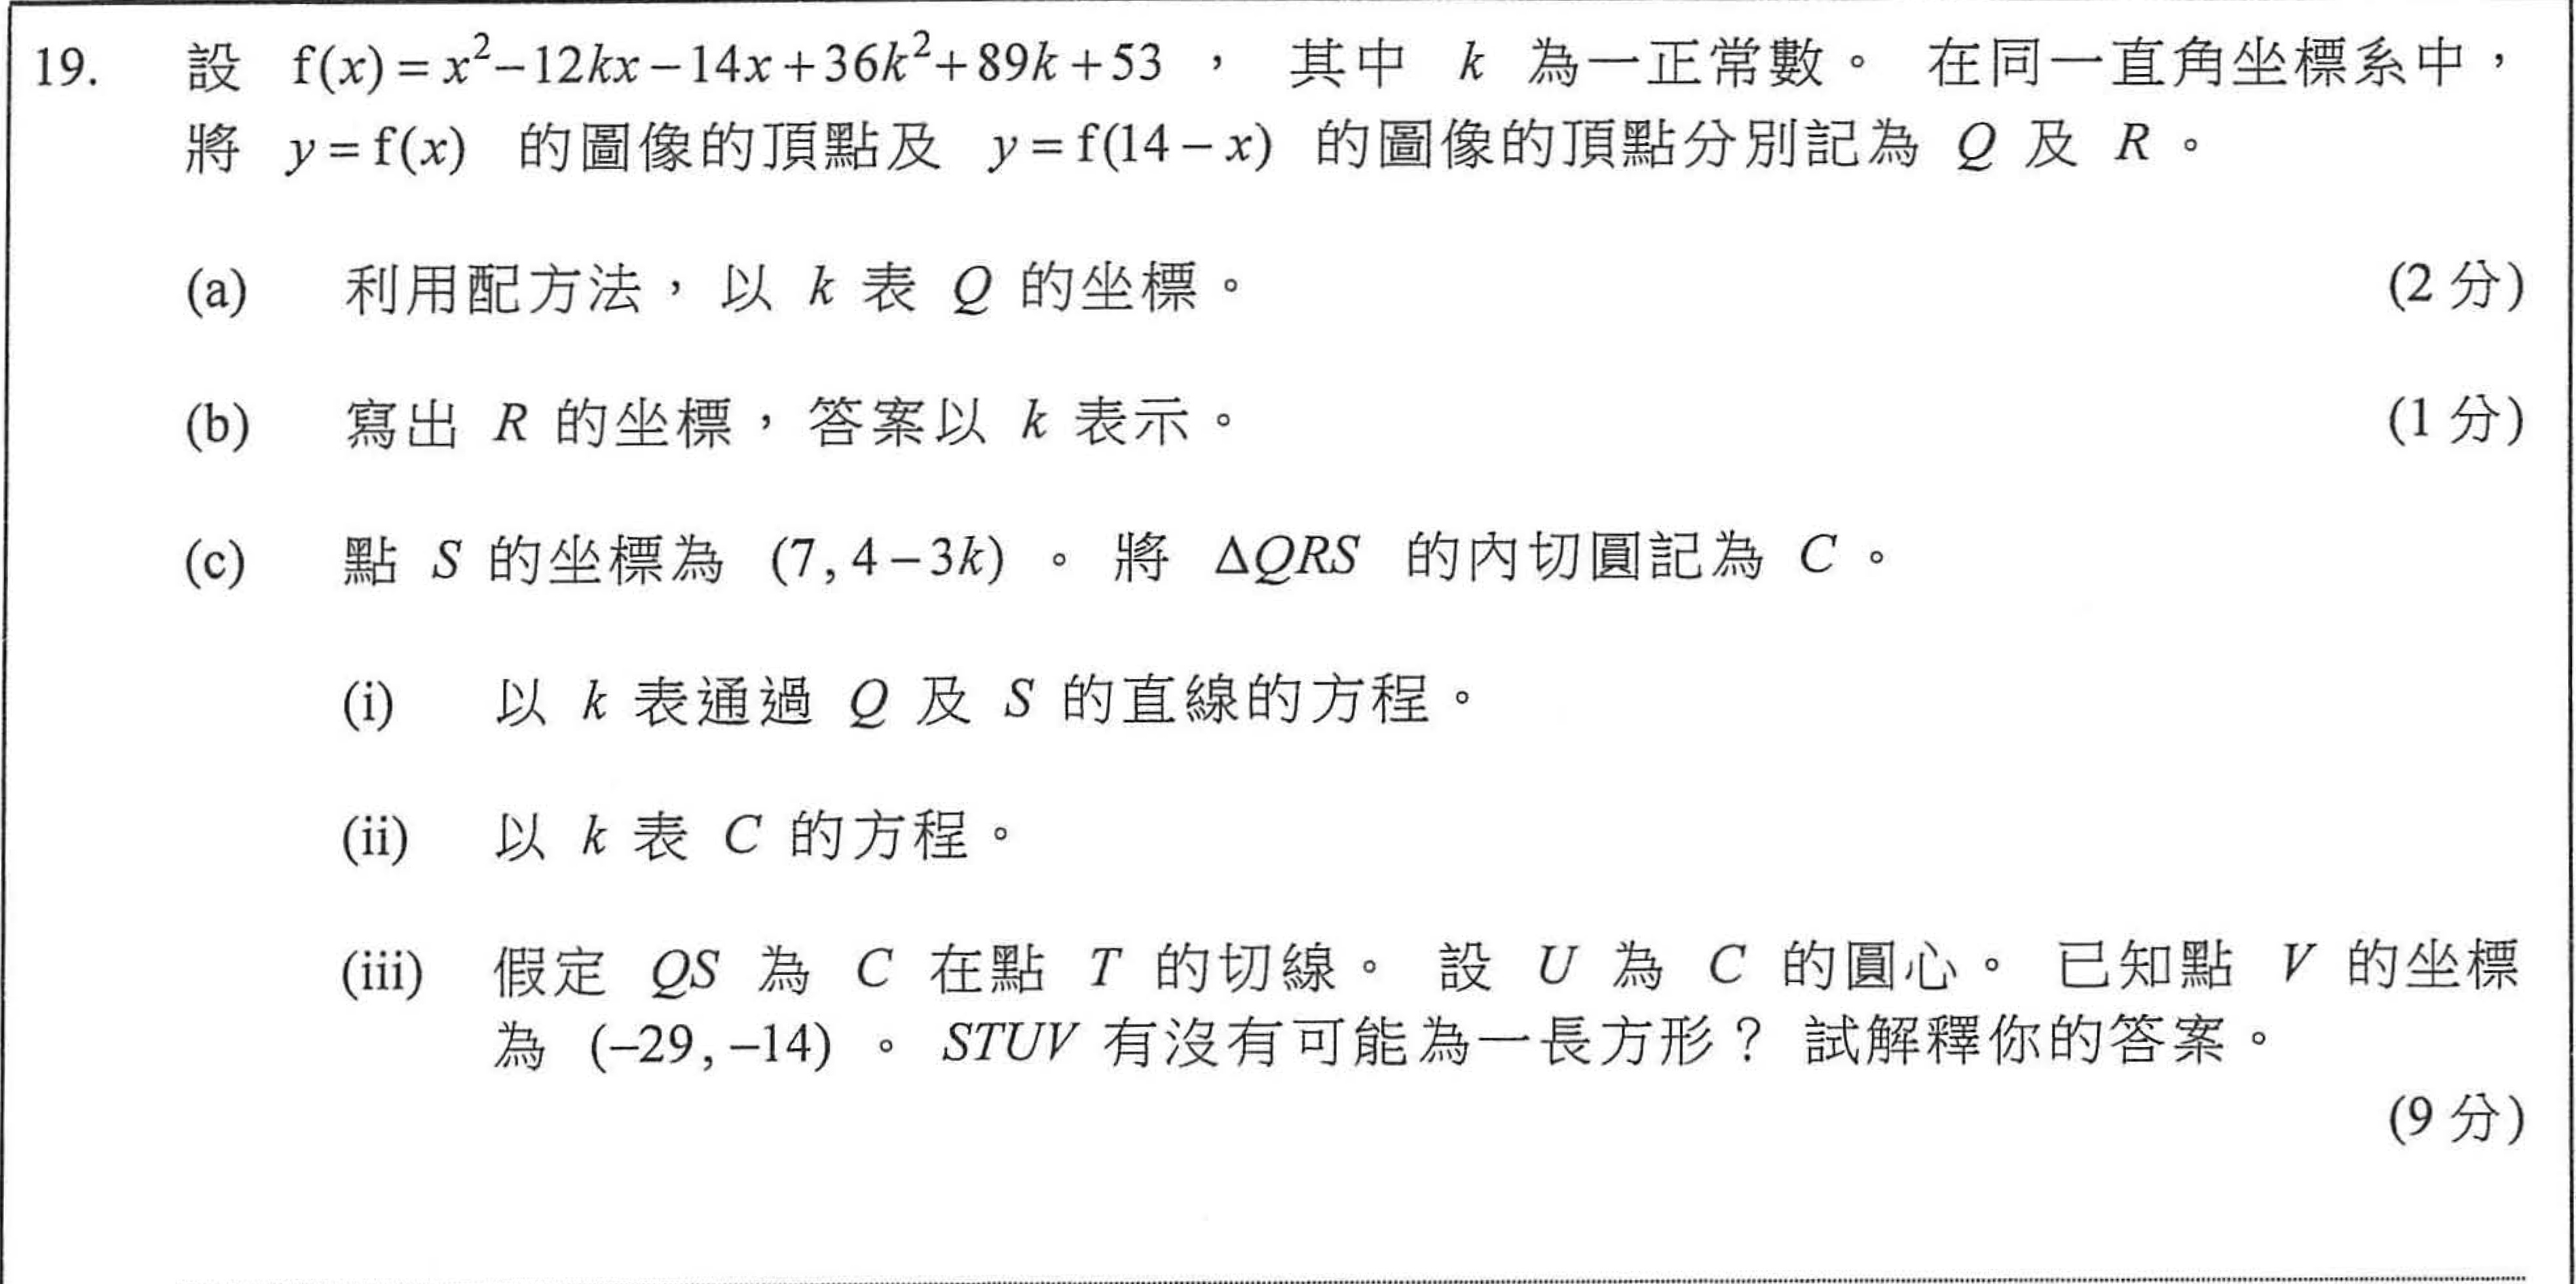 19. 設 f(x) = x²−12kx−14x+36k²+89k+53 ， 其中 k 為一正常數。 在同一直角坐標系中，
將 y=f(x) 的圖像的頂點及 y=f(14−x) 的圖像的頂點分別記為 Q 及 R 。
(a) 利用配方法，以 k 表 Q 的坐標。 (2 分)
(b) 寫出 R 的坐標，答案以 k 表示。 (1 分)
(c) 點 S 的坐標為 (7, 4−3k) 。 將 ΔQRS 的內切圓記為 C 。
(i) 以 k 表通過 Q 及 S 的直線的方程。
(ii) 以 k 表 C 的方程。
(iii) 假定 QS 為 C 在點 T 的切線。 設 U 為 C 的圓心。 已知點 V 的坐標
為 (−29, −14) 。 STUV 有沒有可能為一長方形？ 試解釋你的答案。
(9 分)